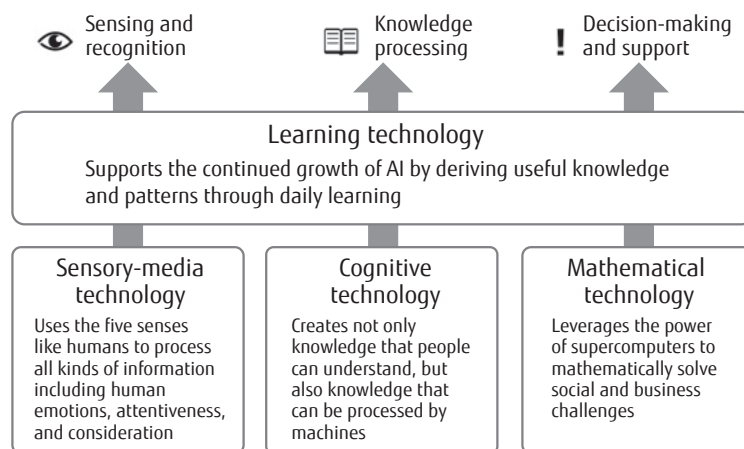 Sensing and
recognition
Knowledge
processing
Decision-making
and support
Learning technology
Supports the continued growth of AI by deriving useful knowledge
and patterns through daily learning
Sensory-media
technology
Uses the five senses
like humans to process
all kinds of information
including human
emotions, attentiveness,
and consideration
Cognitive
technology
Creates not only
knowledge that people
can understand, but
also knowledge that
can be processed by
machines
Mathematical
technology
Leverages the power
of supercomputers to
mathematically solve
social and business
challenges